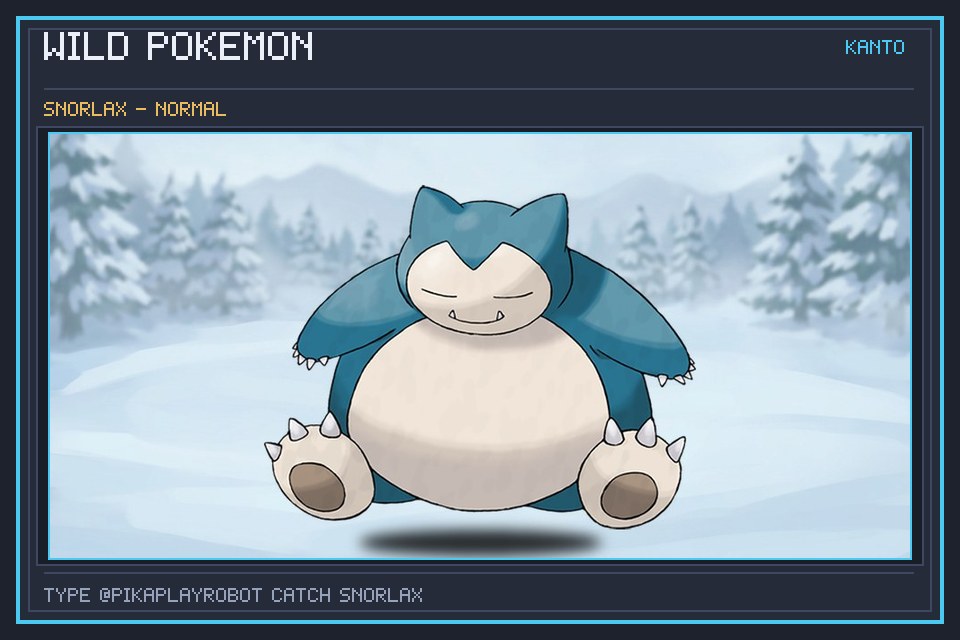 WILD POKEMON
KANTO
SNORLAX - NORMAL
TYPE @PIKAPLAYROBOT CATCH SNORLAX